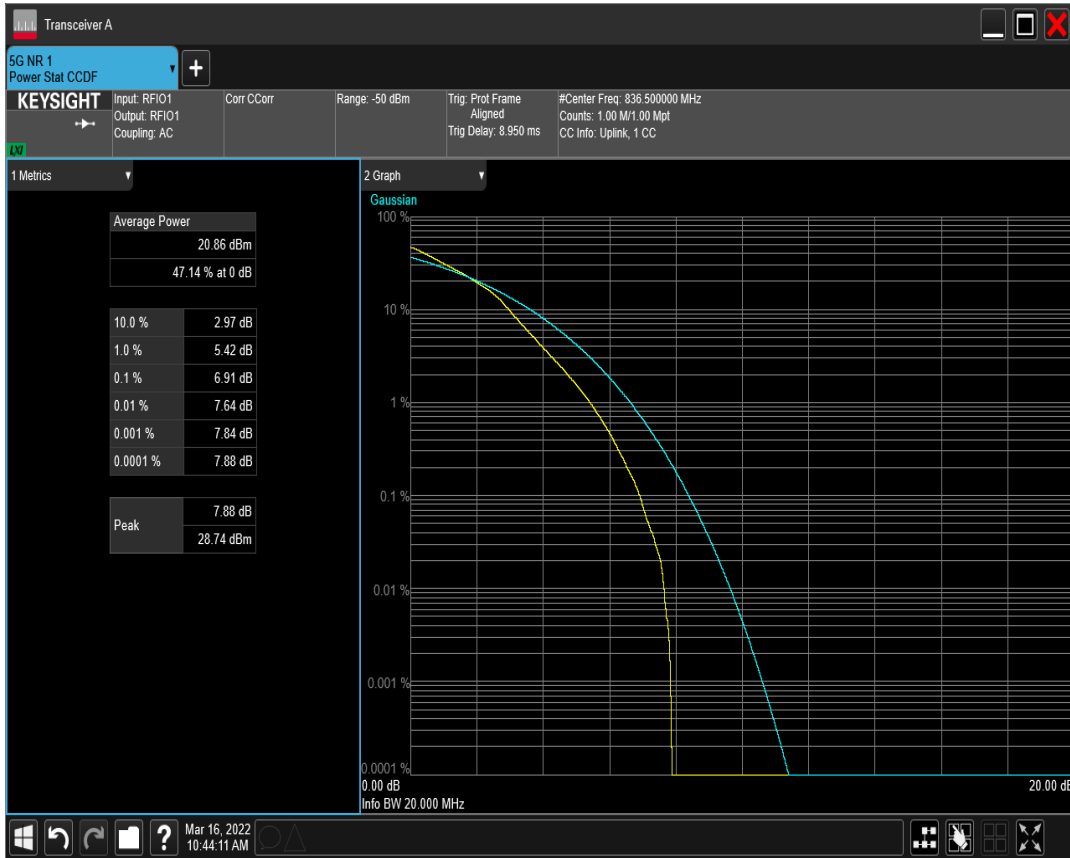 Transceiver A
5G NR 1
Power Stat CCDF
KEYSIGHT
LXI
Input: RFIO1
Output: RFIO1
Coupling: AC
Corr CCorr
Range: -50 dBm
Trig: Prot Frame
Aligned
Trig Delay: 8.950 ms
#Center Freq: 836.500000 MHz
Counts: 1.00 M/1.00 Mpt
CC Info: Uplink, 1 CC
1 Metrics
Average Power
20.86 dBm
47.14 % at 0 dB
10.0 % 2.97 dB
1.0 % 5.42 dB
0.1 % 6.91 dB
0.01 % 7.64 dB
0.001 % 7.84 dB
0.0001 % 7.88 dB
Peak
7.88 dB
28.74 dBm
2 Graph
Gaussian
100 %
10 %
1 %
0.1 %
0.01 %
0.001 %
0.0001 %
0.00 dB
20.00 dB
Info BW 20.000 MHz
?
Mar 16, 2022
10:44:11 AM